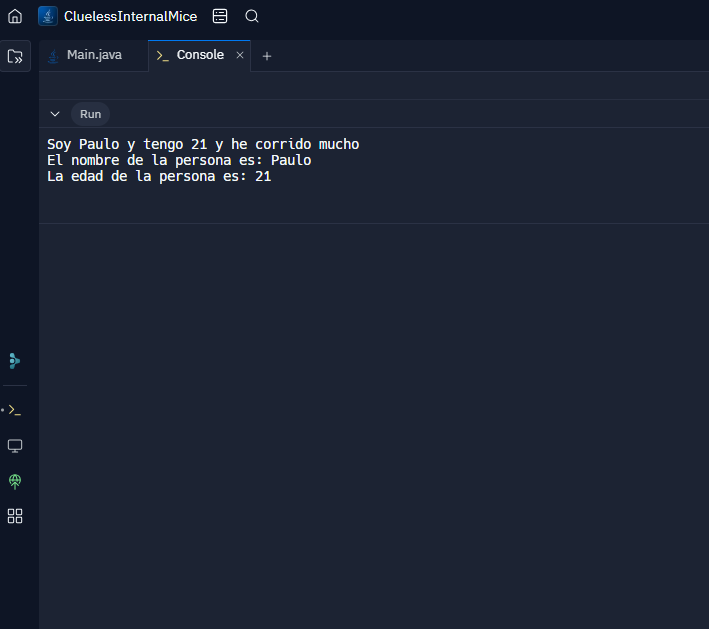 CluelessInternalMice
Main.java
Console
Run
Soy Paulo y tengo 21 y he corrido mucho
El nombre de la persona es: Paulo
La edad de la persona es: 21